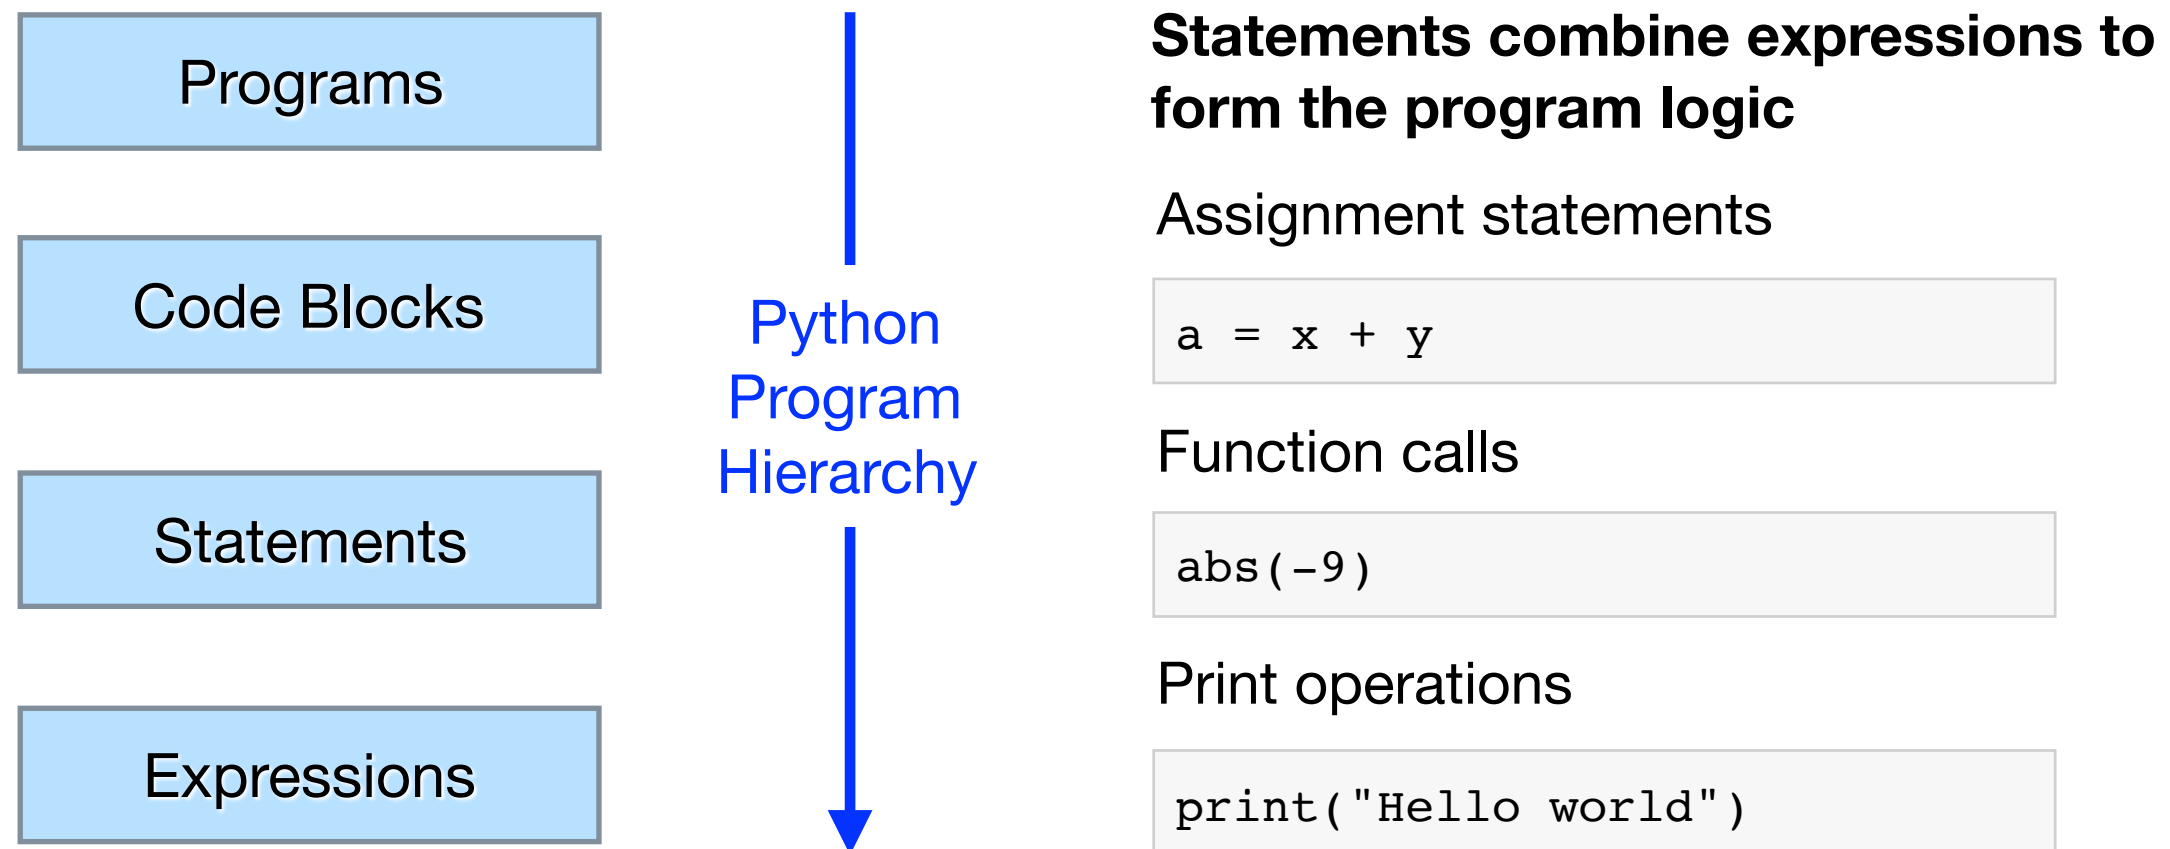 Programs
Code Blocks
Statements
Expressions
Python
Program
Hierarchy
Statements combine expressions to
form the program logic
Assignment statements
a = x + y
Function calls
abs(-9)
Print operations
print("Hello world")